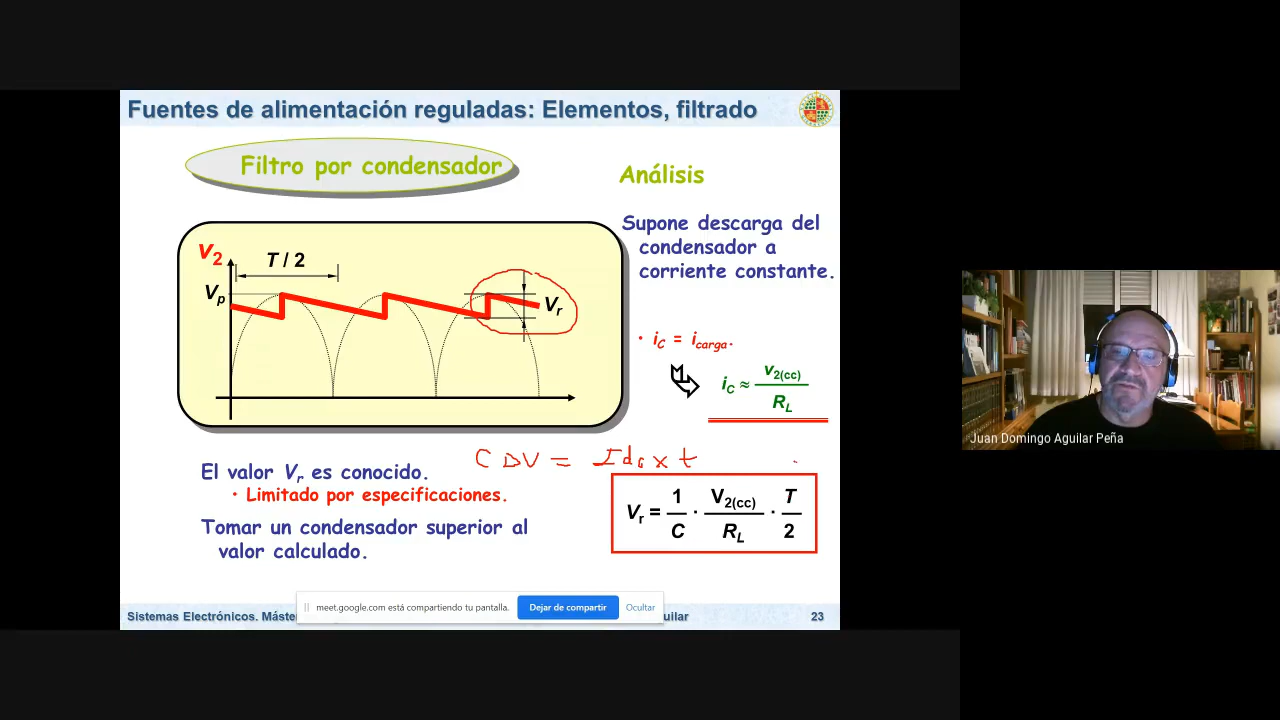 Fuentes de alimentación reguladas: Elementos, filtrado
Filtro por condensador
Análisis
Supone descarga del
condensador a
corriente constante.
V2
T / 2
Vp
Vr
• iC = icarga.
iC ≈ v2(cc) / RL
C ΔV = Idc x t
El valor Vr es conocido.
• Limitado por especificaciones.
Tomar un condensador superior al
valor calculado.
Vr = 1/C · V2(cc)/RL · T/2
Juan Domingo Aguilar Peña
meet.google.com está compartiendo tu pantalla.
Dejar de compartir
Ocultar
Sistemas Electrónicos. Máste
uilar
23